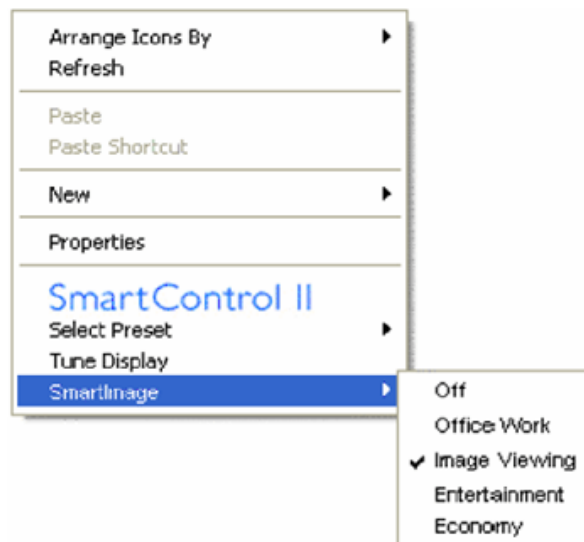 Arrange Icons By
Refresh
Paste
Paste Shortcut
New
Properties
SmartControl II
Select Preset
Tune Display
SmartImage
Off
Office Work
Image Viewing
Entertainment
Economy